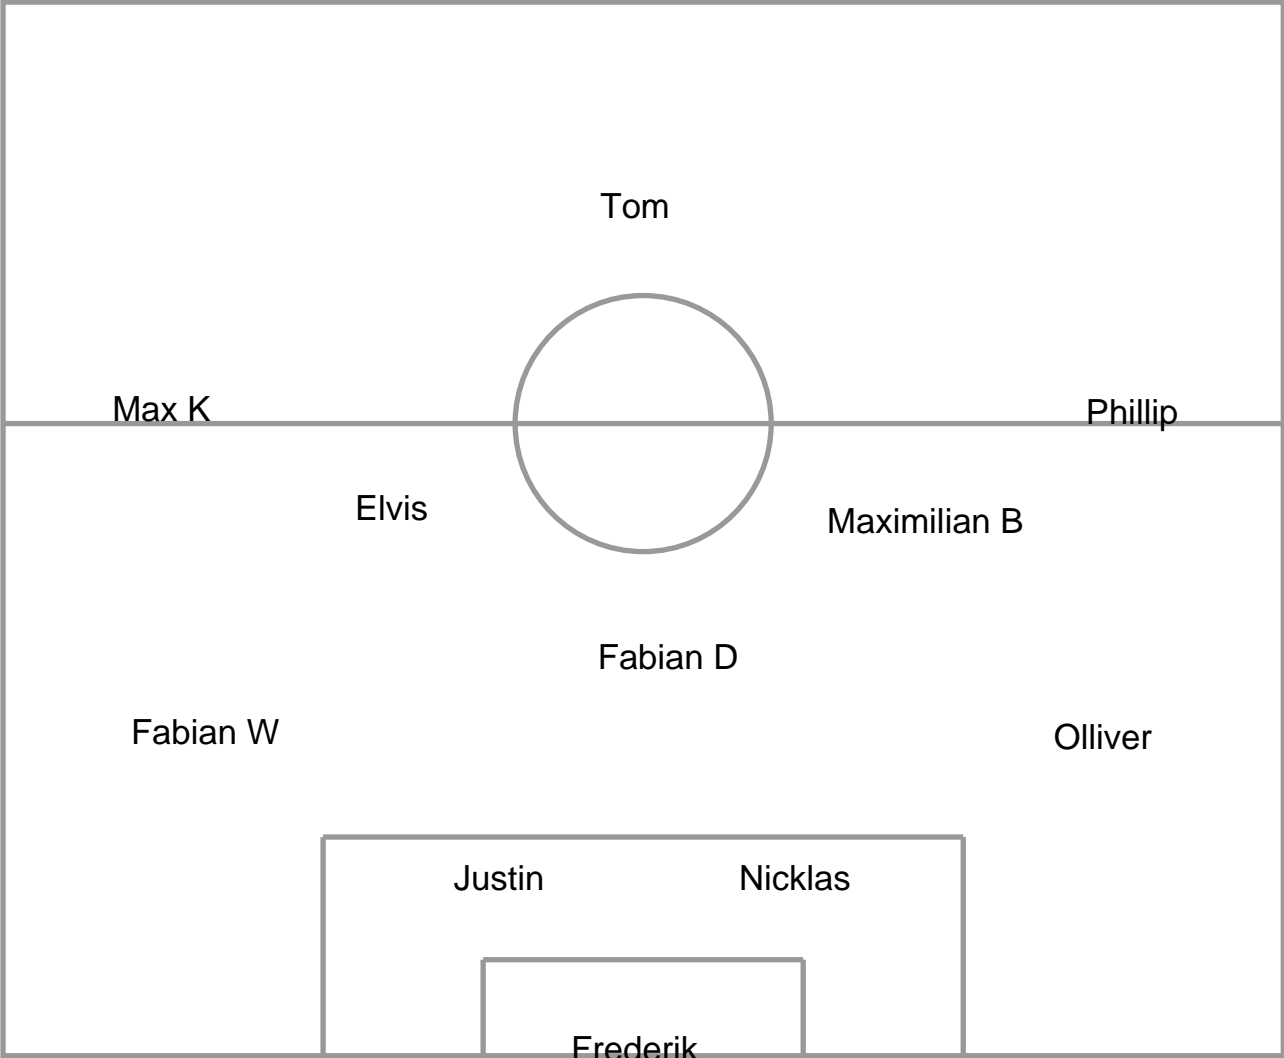 Tom
Max K
Phillip
Elvis
Maximilian B
Fabian D
Fabian W
Olliver
Justin
Nicklas
Frederik